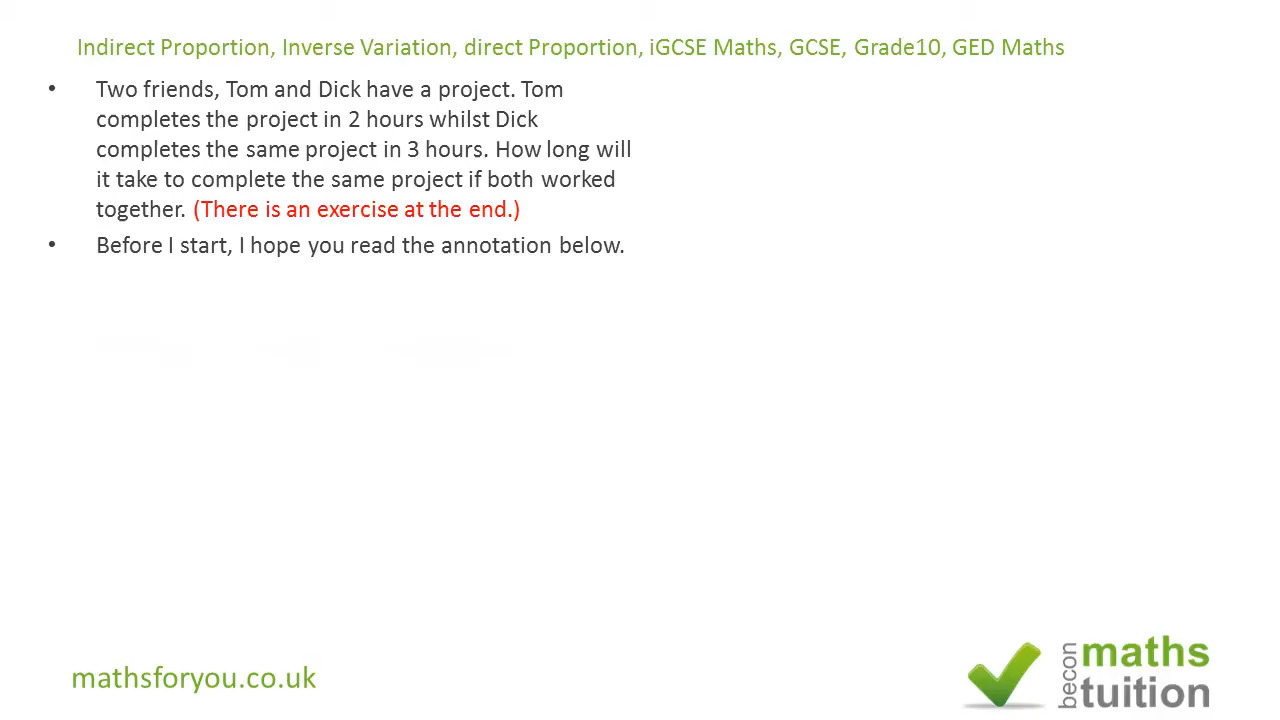 Indirect Proportion, Inverse Variation, direct Proportion, iGCSE Maths, GCSE, Grade10, GED Maths
• Two friends, Tom and Dick have a project. Tom
completes the project in 2 hours whilst Dick
completes the same project in 3 hours. How long will
it take to complete the same project if both worked
together. (There is an exercise at the end.)
• Before I start, I hope you read the annotation below.
mathsforyou.co.uk
becon
maths
tuition